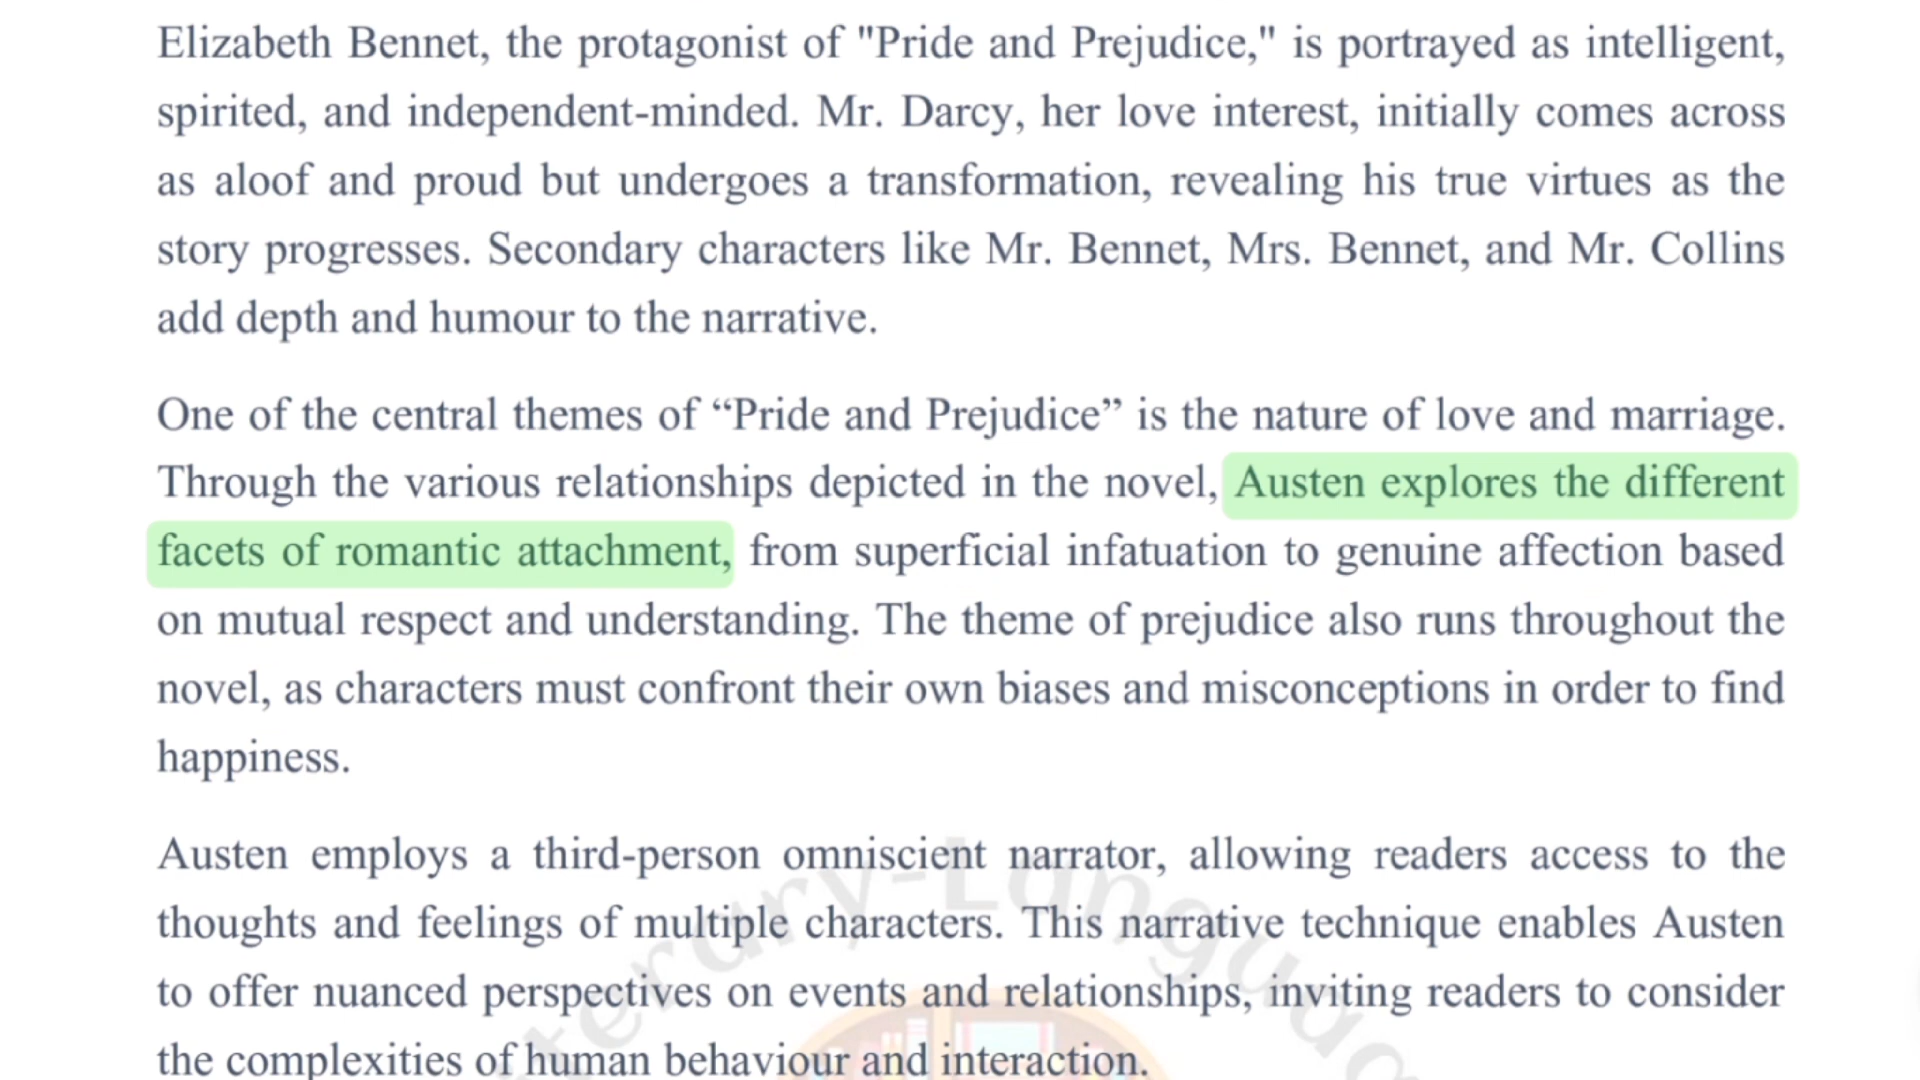 Elizabeth Bennet, the protagonist of "Pride and Prejudice," is portrayed as intelligent,
spirited, and independent-minded. Mr. Darcy, her love interest, initially comes across
as aloof and proud but undergoes a transformation, revealing his true virtues as the
story progresses. Secondary characters like Mr. Bennet, Mrs. Bennet, and Mr. Collins
add depth and humour to the narrative.
One of the central themes of “Pride and Prejudice” is the nature of love and marriage.
Through the various relationships depicted in the novel, Austen explores the different
facets of romantic attachment, from superficial infatuation to genuine affection based
on mutual respect and understanding. The theme of prejudice also runs throughout the
novel, as characters must confront their own biases and misconceptions in order to find
happiness.
Austen employs a third-person omniscient narrator, allowing readers access to the
thoughts and feelings of multiple characters. This narrative technique enables Austen
to offer nuanced perspectives on events and relationships, inviting readers to consider
the complexities of human behaviour and interaction.